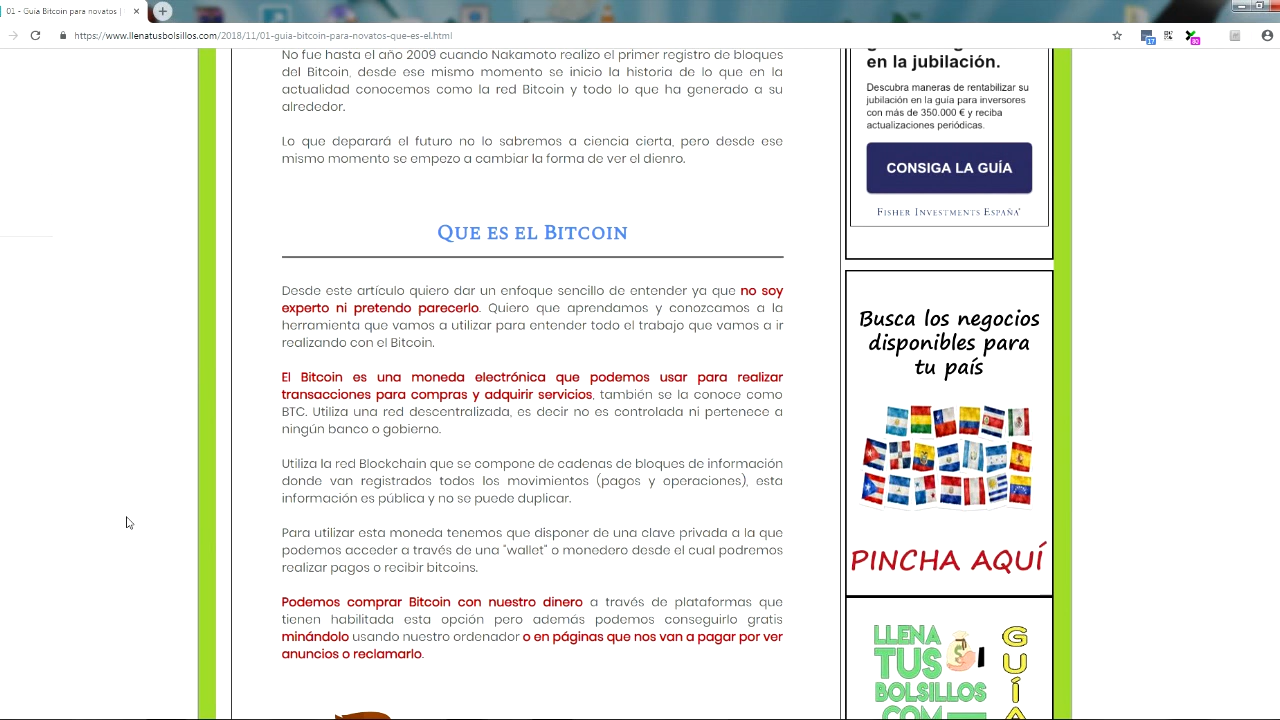 01 - Guía Bitcoin para novatos |
https://www.llenatusbolsillos.com/2018/11/01-guia-bitcoin-para-novatos-que-es-el.html
17
83
No fue hasta el año 2009 cuando Nakamoto realizo el primer registro de bloques
del Bitcoin, desde ese mismo momento se inicio la historia de lo que en la
actualidad conocemos como la red Bitcoin y todo lo que ha generado a su
alrededor.
Lo que deparará el futuro no lo sabremos a ciencia cierta, pero desde ese
mismo momento se empezo a cambiar la forma de ver el dienro.
Que es el Bitcoin
Desde este artículo quiero dar un enfoque sencillo de entender ya que no soy
experto ni pretendo parecerlo. Quiero que aprendamos y conozcamos a la
herramienta que vamos a utilizar para entender todo el trabajo que vamos a ir
realizando con el Bitcoin.
El Bitcoin es una moneda electrónica que podemos usar para realizar
transacciones para compras y adquirir servicios, también se la conoce como
BTC. Utiliza una red descentralizada, es decir no es controlada ni pertenece a
ningún banco o gobierno.
Utiliza la red Blockchain que se compone de cadenas de bloques de información
donde van registrados todos los movimientos (pagos y operaciones), esta
información es pública y no se puede duplicar.
Para utilizar esta moneda tenemos que disponer de una clave privada a la que
podemos acceder a través de una "wallet" o monedero desde el cual podremos
realizar pagos o recibir bitcoins.
Podemos comprar Bitcoin con nuestro dinero a través de plataformas que
tienen habilitada esta opción pero además podemos conseguirlo gratis
minándolo usando nuestro ordenador o en páginas que nos van a pagar por ver
anuncios o reclamarlo.
en la jubilación.
Descubra maneras de rentabilizar su
jubilación en la guía para inversores
con más de 350.000 € y reciba
actualizaciones periódicas.
CONSIGA LA GUÍA
Fisher Investments España®
Busca los negocios
disponibles para
tu país
PINCHA AQUÍ
LLENA
TUS
BOLSILLOS
.COM
GUÍA